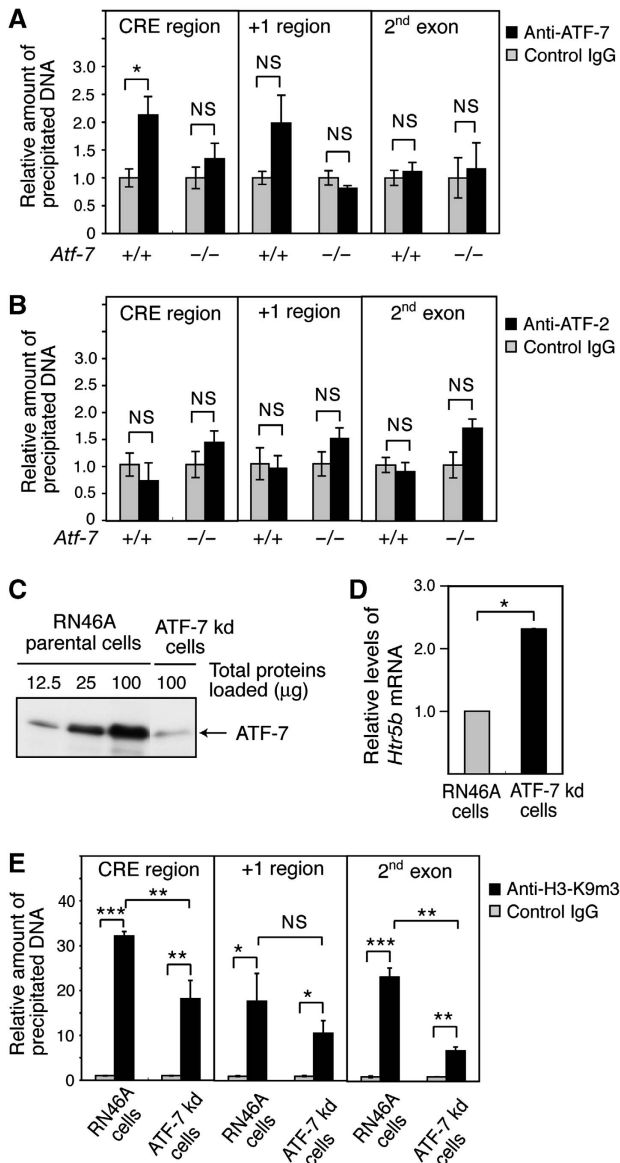 A
CRE region
+1 region
2nd exon
Anti-ATF-7
Control IgG
Relative amount of
precipitated DNA
3.0
2.5
2.0
1.5
1.0
0.5
0
*
NS
NS
NS
NS
NS
Atf-7
+/+
−/−
+/+
−/−
+/+
−/−
B
CRE region
+1 region
2nd exon
Anti-ATF-2
Control IgG
Relative amount of
precipitated DNA
3.0
2.5
2.0
1.5
1.0
0.5
0
NS
NS
NS
NS
NS
NS
Atf-7
+/+
−/−
+/+
−/−
+/+
−/−
C
RN46A
parental cells
ATF-7 kd
cells
12.5
25
100
100
Total proteins
loaded (μg)
ATF-7
D
Relative levels of
Htr5b mRNA
3.0
2.0
1.0
*
RN46A
cells
ATF-7 kd
cells
E
CRE region
+1 region
2nd exon
Anti-H3-K9m3
Control IgG
Relative amount of
precipitated DNA
40
30
20
10
0
***
**
**
*
NS
*
***
**
**
RN46A
cells
ATF-7 kd
cells
RN46A
cells
ATF-7 kd
cells
RN46A
cells
ATF-7 kd
cells